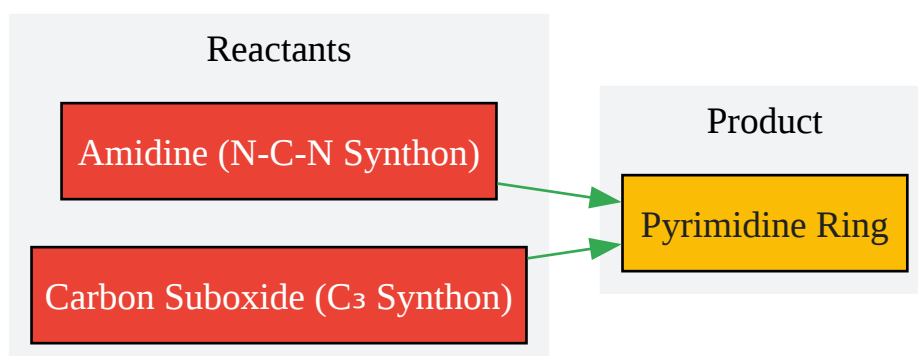 Reactants
Amidine (N-C-N Synthon)
Carbon Suboxide (C₃ Synthon)
Product
Pyrimidine Ring